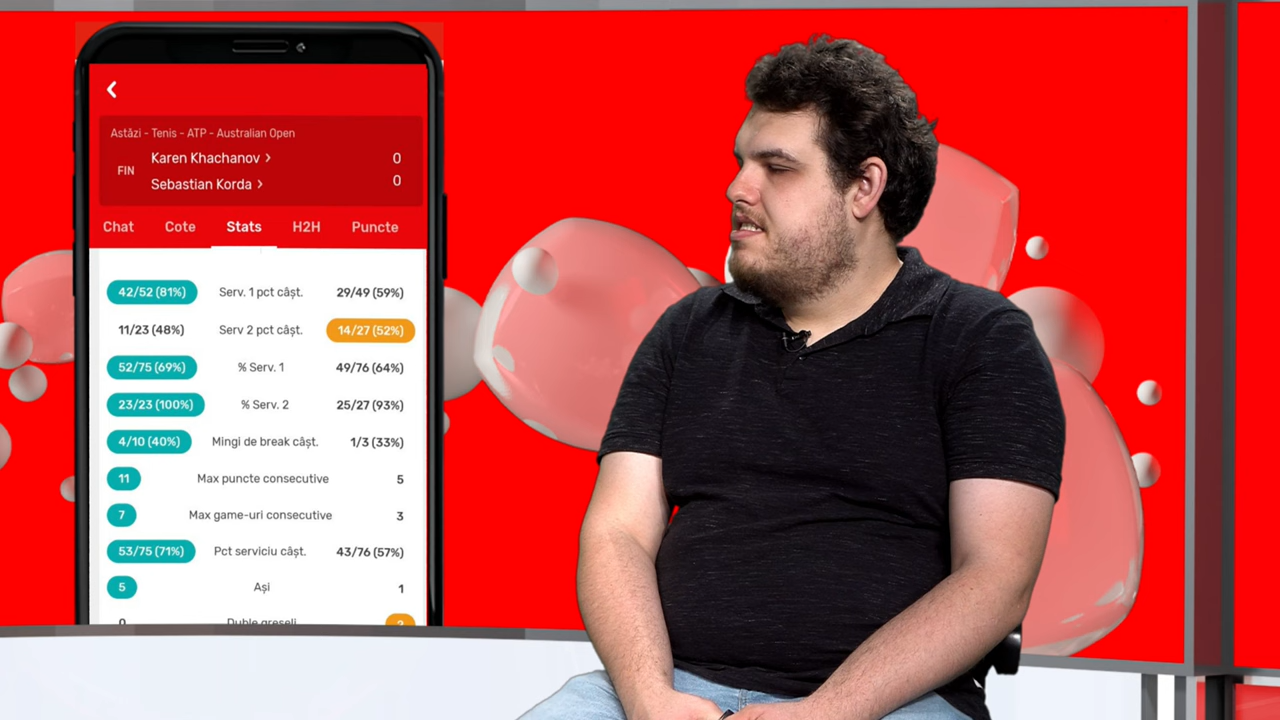 Astăzi - Tenis - ATP - Australian Open
FIN
Karen Khachanov 0
Sebastian Korda 0
Chat Cote Stats H2H Puncte
42/52 (81%) Serv. 1 pct câșt. 29/49 (59%)
11/23 (48%) Serv 2 pct câșt. 14/27 (52%)
52/75 (69%) % Serv. 1 49/76 (64%)
23/23 (100%) % Serv. 2 25/27 (93%)
4/10 (40%) Mingi de break câșt. 1/3 (33%)
11 Max puncte consecutive 5
7 Max game-uri consecutive 3
53/75 (71%) Pct serviciu câșt. 43/76 (57%)
5 Ași 1
0 Duble greșeli 2